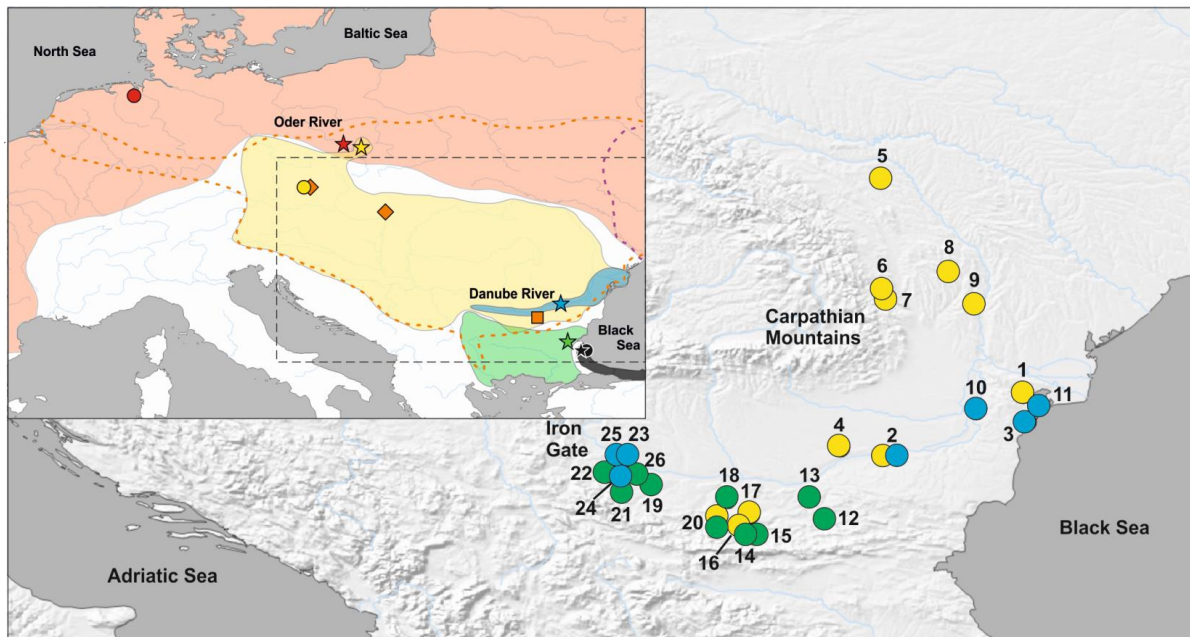 North Sea
Baltic Sea
Oder River
Danube River
Black
Sea
5
8
6
9
7
Carpathian
Mountains
1
10
11
3
Iron
Gate
4
2
25
23
22
26
18
13
17
24
19
21
20
12
15
16
14
Adriatic Sea
Black Sea